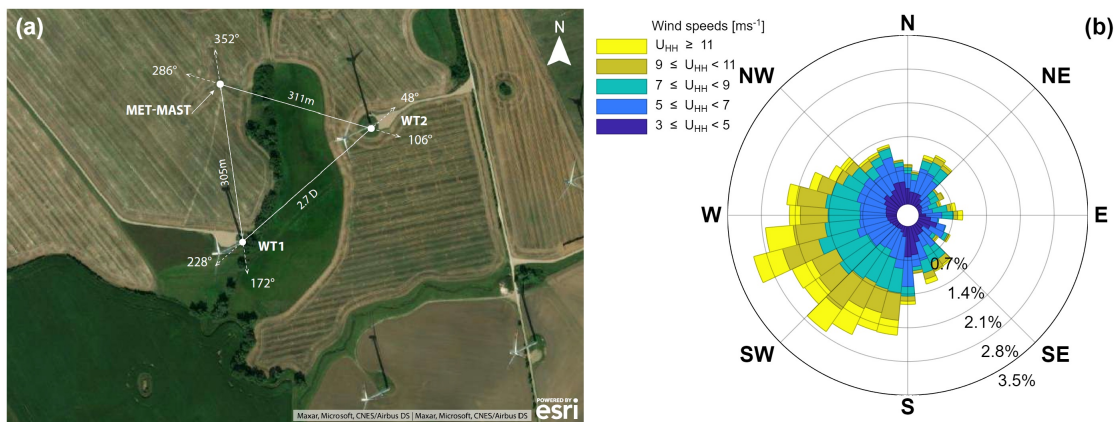 (a)
N
352°
286°
MET-MAST
311m
48°
WT2
106°
305m
2.7 D
WT1
228°
172°
POWERED BY
esri
Maxar, Microsoft, CNES/Airbus DS | Maxar, Microsoft, CNES/Airbus DS
(b)
Wind speeds [ms⁻¹]
U_HH ≥ 11
9 ≤ U_HH < 11
7 ≤ U_HH < 9
5 ≤ U_HH < 7
3 ≤ U_HH < 5
N
NW
NE
W
E
SW
SE
S
0.7%
1.4%
2.1%
2.8%
3.5%